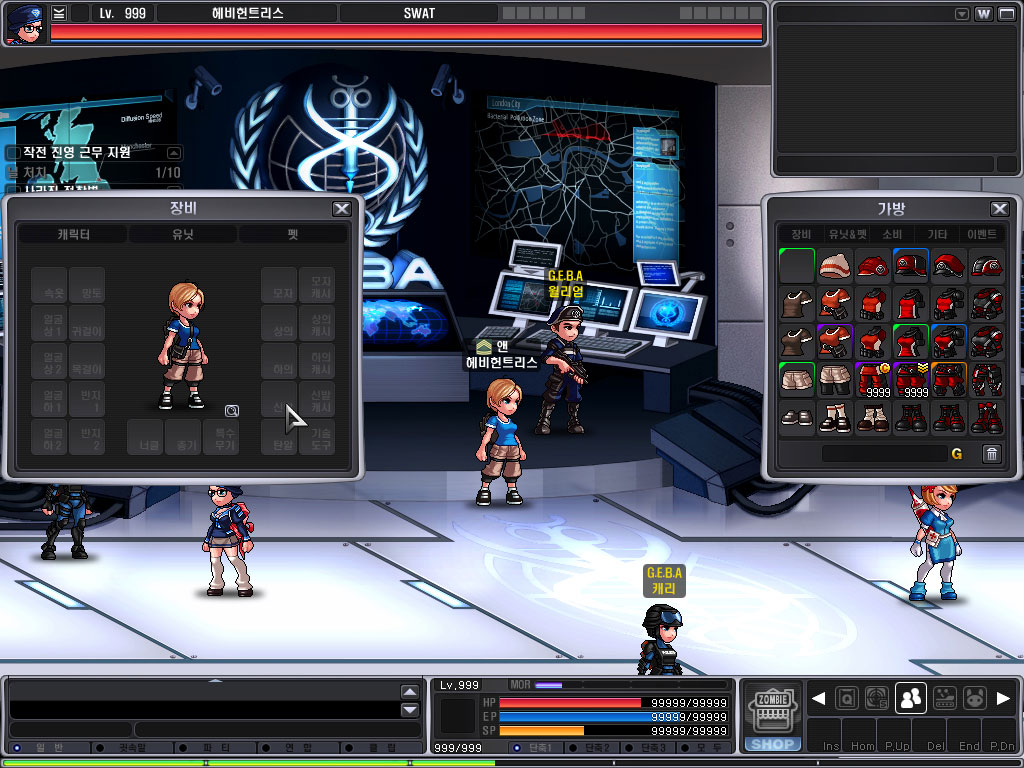 Lv. 999
헤비헌트리스
SWAT
W
Diffusion Speed
London City
Bacterial Pollution Zone
작전 진영 근무 지원
처치
1/10
장비
캐릭터
유닛
펫
속옷
망토
모자
모자
캐시
얼굴
상1
귀걸이
상의
상의
캐시
얼굴
상2
목걸이
하의
하의
캐시
얼굴
하1
반지
1
신발
캐시
얼굴
하2
반지
2
너클
총기
특수
무기
탄알
기술
도구
가방
장비
유닛&펫
소비
기타
이벤트
9999
9999
G
G.E.B.A
윌리엄
앤
헤비헌트리스
G.E.B.A
캐리
일 반
귓속말
파 티
연 합
클 럽
Lv.999
MOR
HP
99999/99999
EP
99999/99999
SP
99999/99999
999/999
단축1
단축2
단축3
모 두
ZOMBIE
SHOP
Ins
Hom
P.Up
Del
End
P.Dn